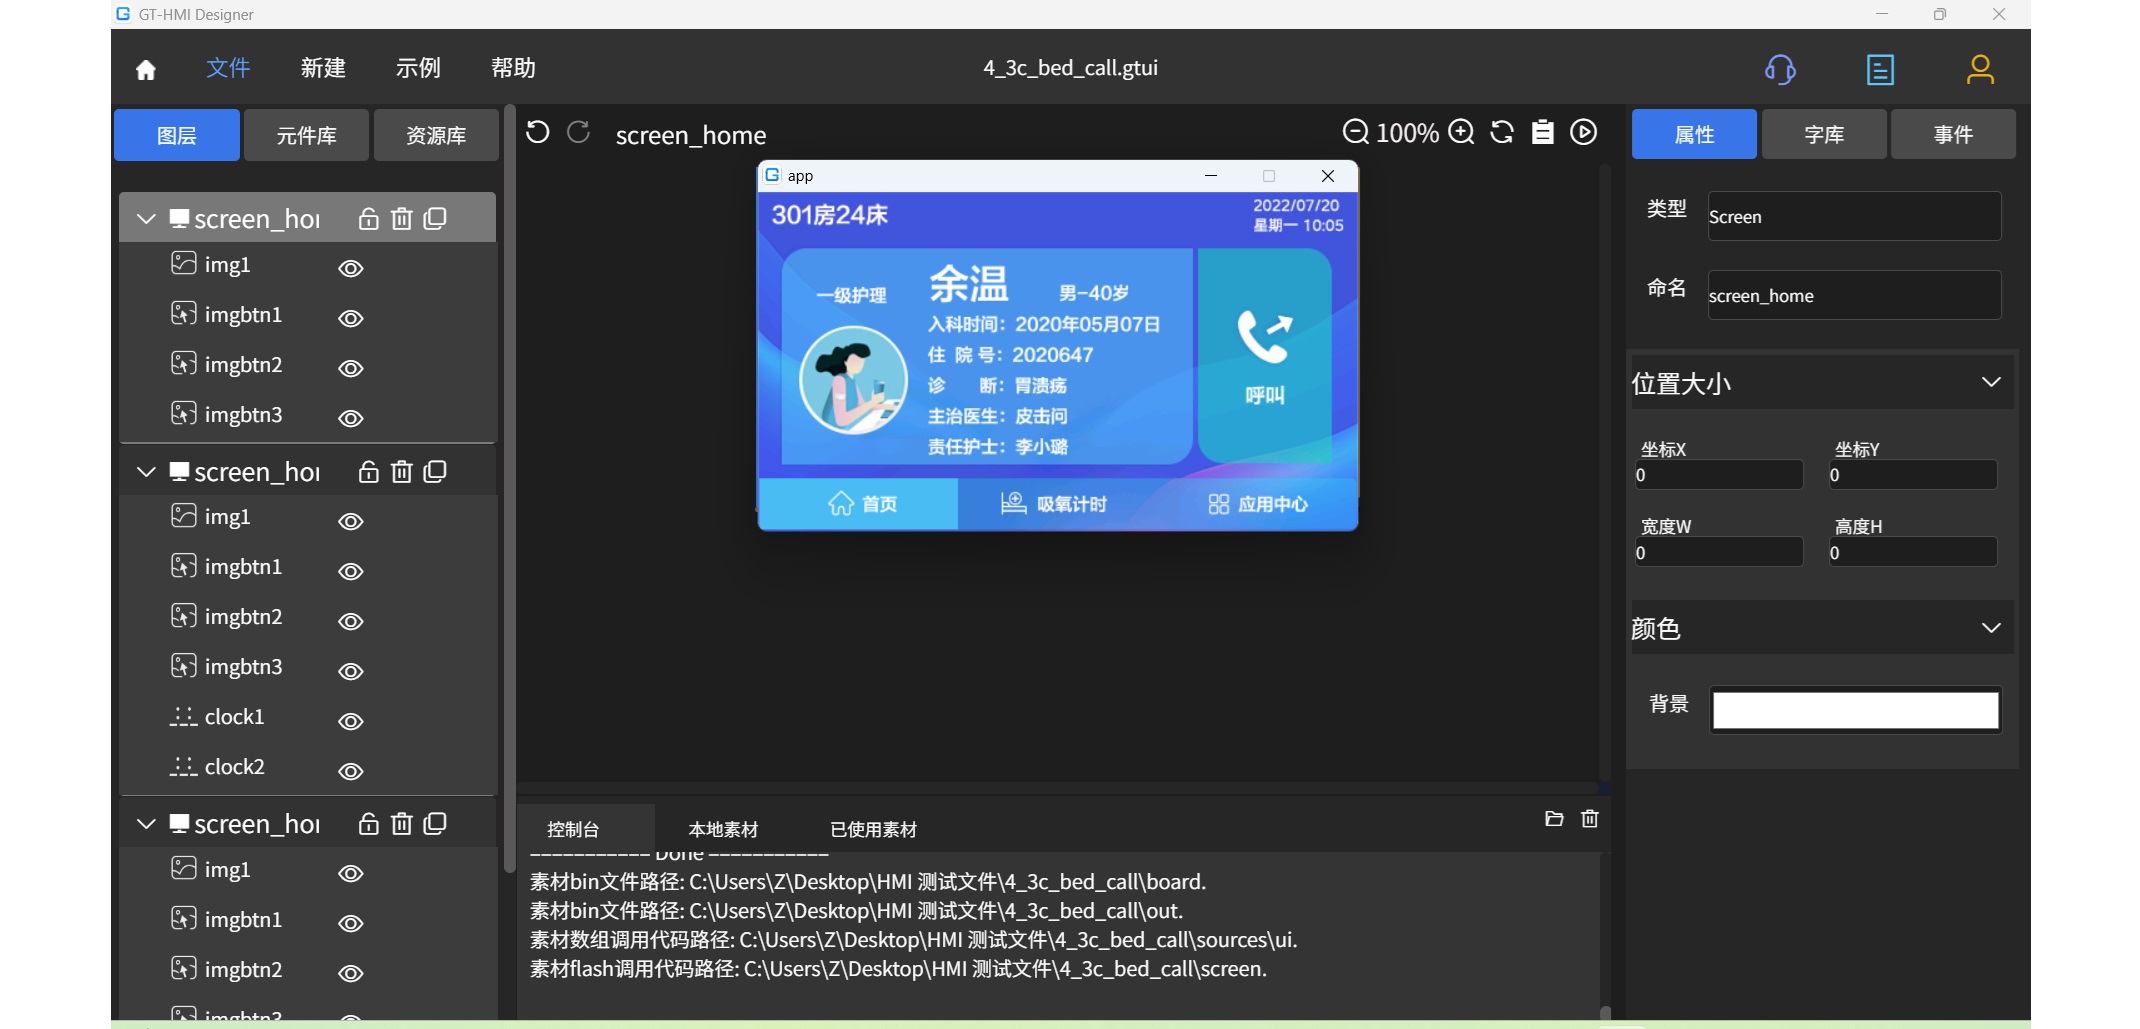 GT-HMI Designer
文件 新建 示例 帮助
4_3c_bed_call.gtui
图层 元件库 资源库
screen_hoı
img1
imgbtn1
imgbtn2
imgbtn3
screen_hoı
img1
imgbtn1
imgbtn2
imgbtn3
clock1
clock2
screen_hoı
img1
imgbtn1
imgbtn2
imgbtn3
screen_home
100%
app
301房24床
2022/07/20
星期一 10:05
一级护理
余温 男-40岁
入科时间：2020年05月07日
住 院 号：2020647
诊 断：胃溃疡
主治医生：皮击问
责任护士：李小璐
呼叫
首页 吸氧计时 应用中心
控制台 本地素材 已使用素材
----------- Done -----------
素材bin文件路径: C:\Users\Z\Desktop\HMI 测试文件\4_3c_bed_call\board.
素材bin文件路径: C:\Users\Z\Desktop\HMI 测试文件\4_3c_bed_call\out.
素材数组调用代码路径: C:\Users\Z\Desktop\HMI 测试文件\4_3c_bed_call\sources\ui.
素材flash调用代码路径: C:\Users\Z\Desktop\HMI 测试文件\4_3c_bed_call\screen.
属性 字库 事件
类型 Screen
命名 screen_home
位置大小
坐标X 坐标Y
0 0
宽度W 高度H
0 0
颜色
背景